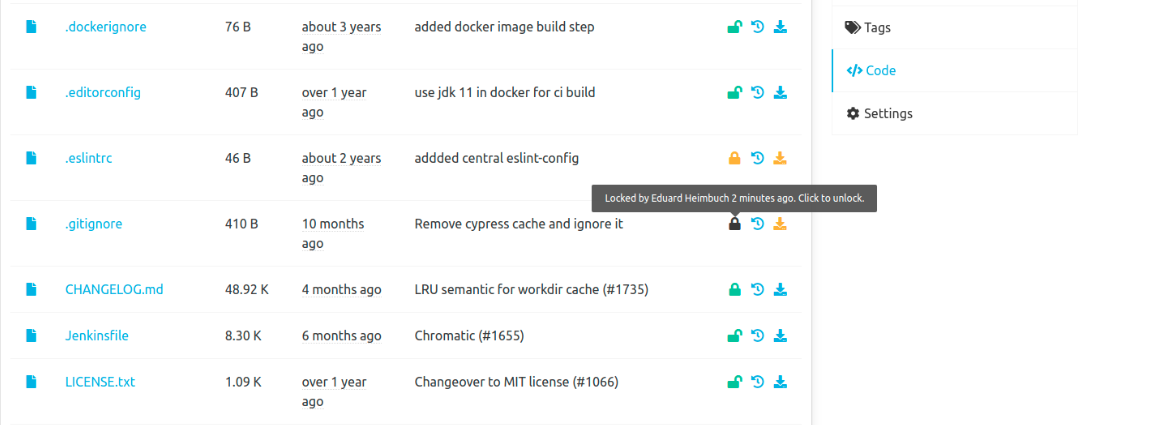 .dockerignore 76 B about 3 years ago added docker image build step
.editorconfig 407 B over 1 year ago use jdk 11 in docker for ci build
.eslintrc 46 B about 2 years ago addded central eslint-config
Locked by Eduard Heimbuch 2 minutes ago. Click to unlock.
.gitignore 410 B 10 months ago Remove cypress cache and ignore it
CHANGELOG.md 48.92 K 4 months ago LRU semantic for workdir cache (#1735)
Jenkinsfile 8.30 K 6 months ago Chromatic (#1655)
LICENSE.txt 1.09 K over 1 year ago Changeover to MIT license (#1066)
Tags
</> Code
Settings